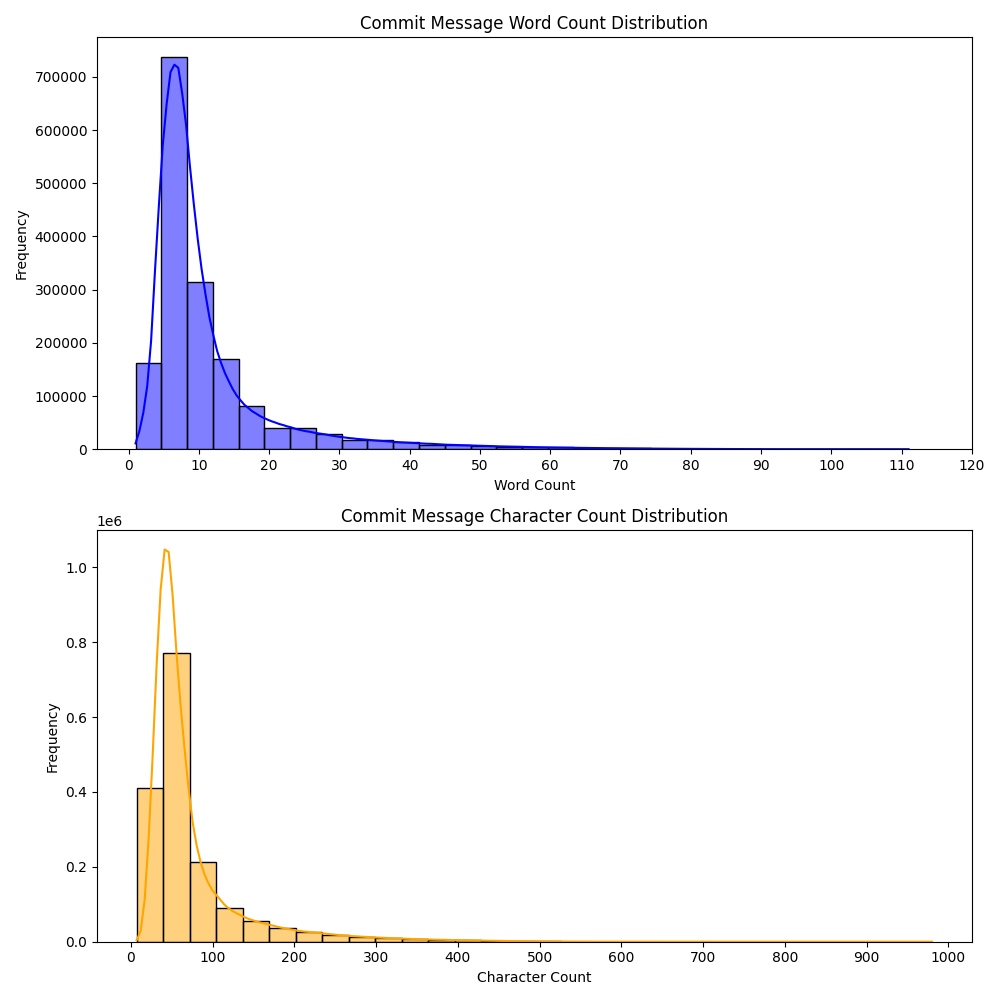 Commit Message Word Count Distribution
700000
600000
500000
400000
300000
200000
100000
0
Frequency
0 10 20 30 40 50 60 70 80 90 100 110 120
Word Count
Commit Message Character Count Distribution
1e6
1.0
0.8
0.6
0.4
0.2
0.0
Frequency
0 100 200 300 400 500 600 700 800 900 1000
Character Count